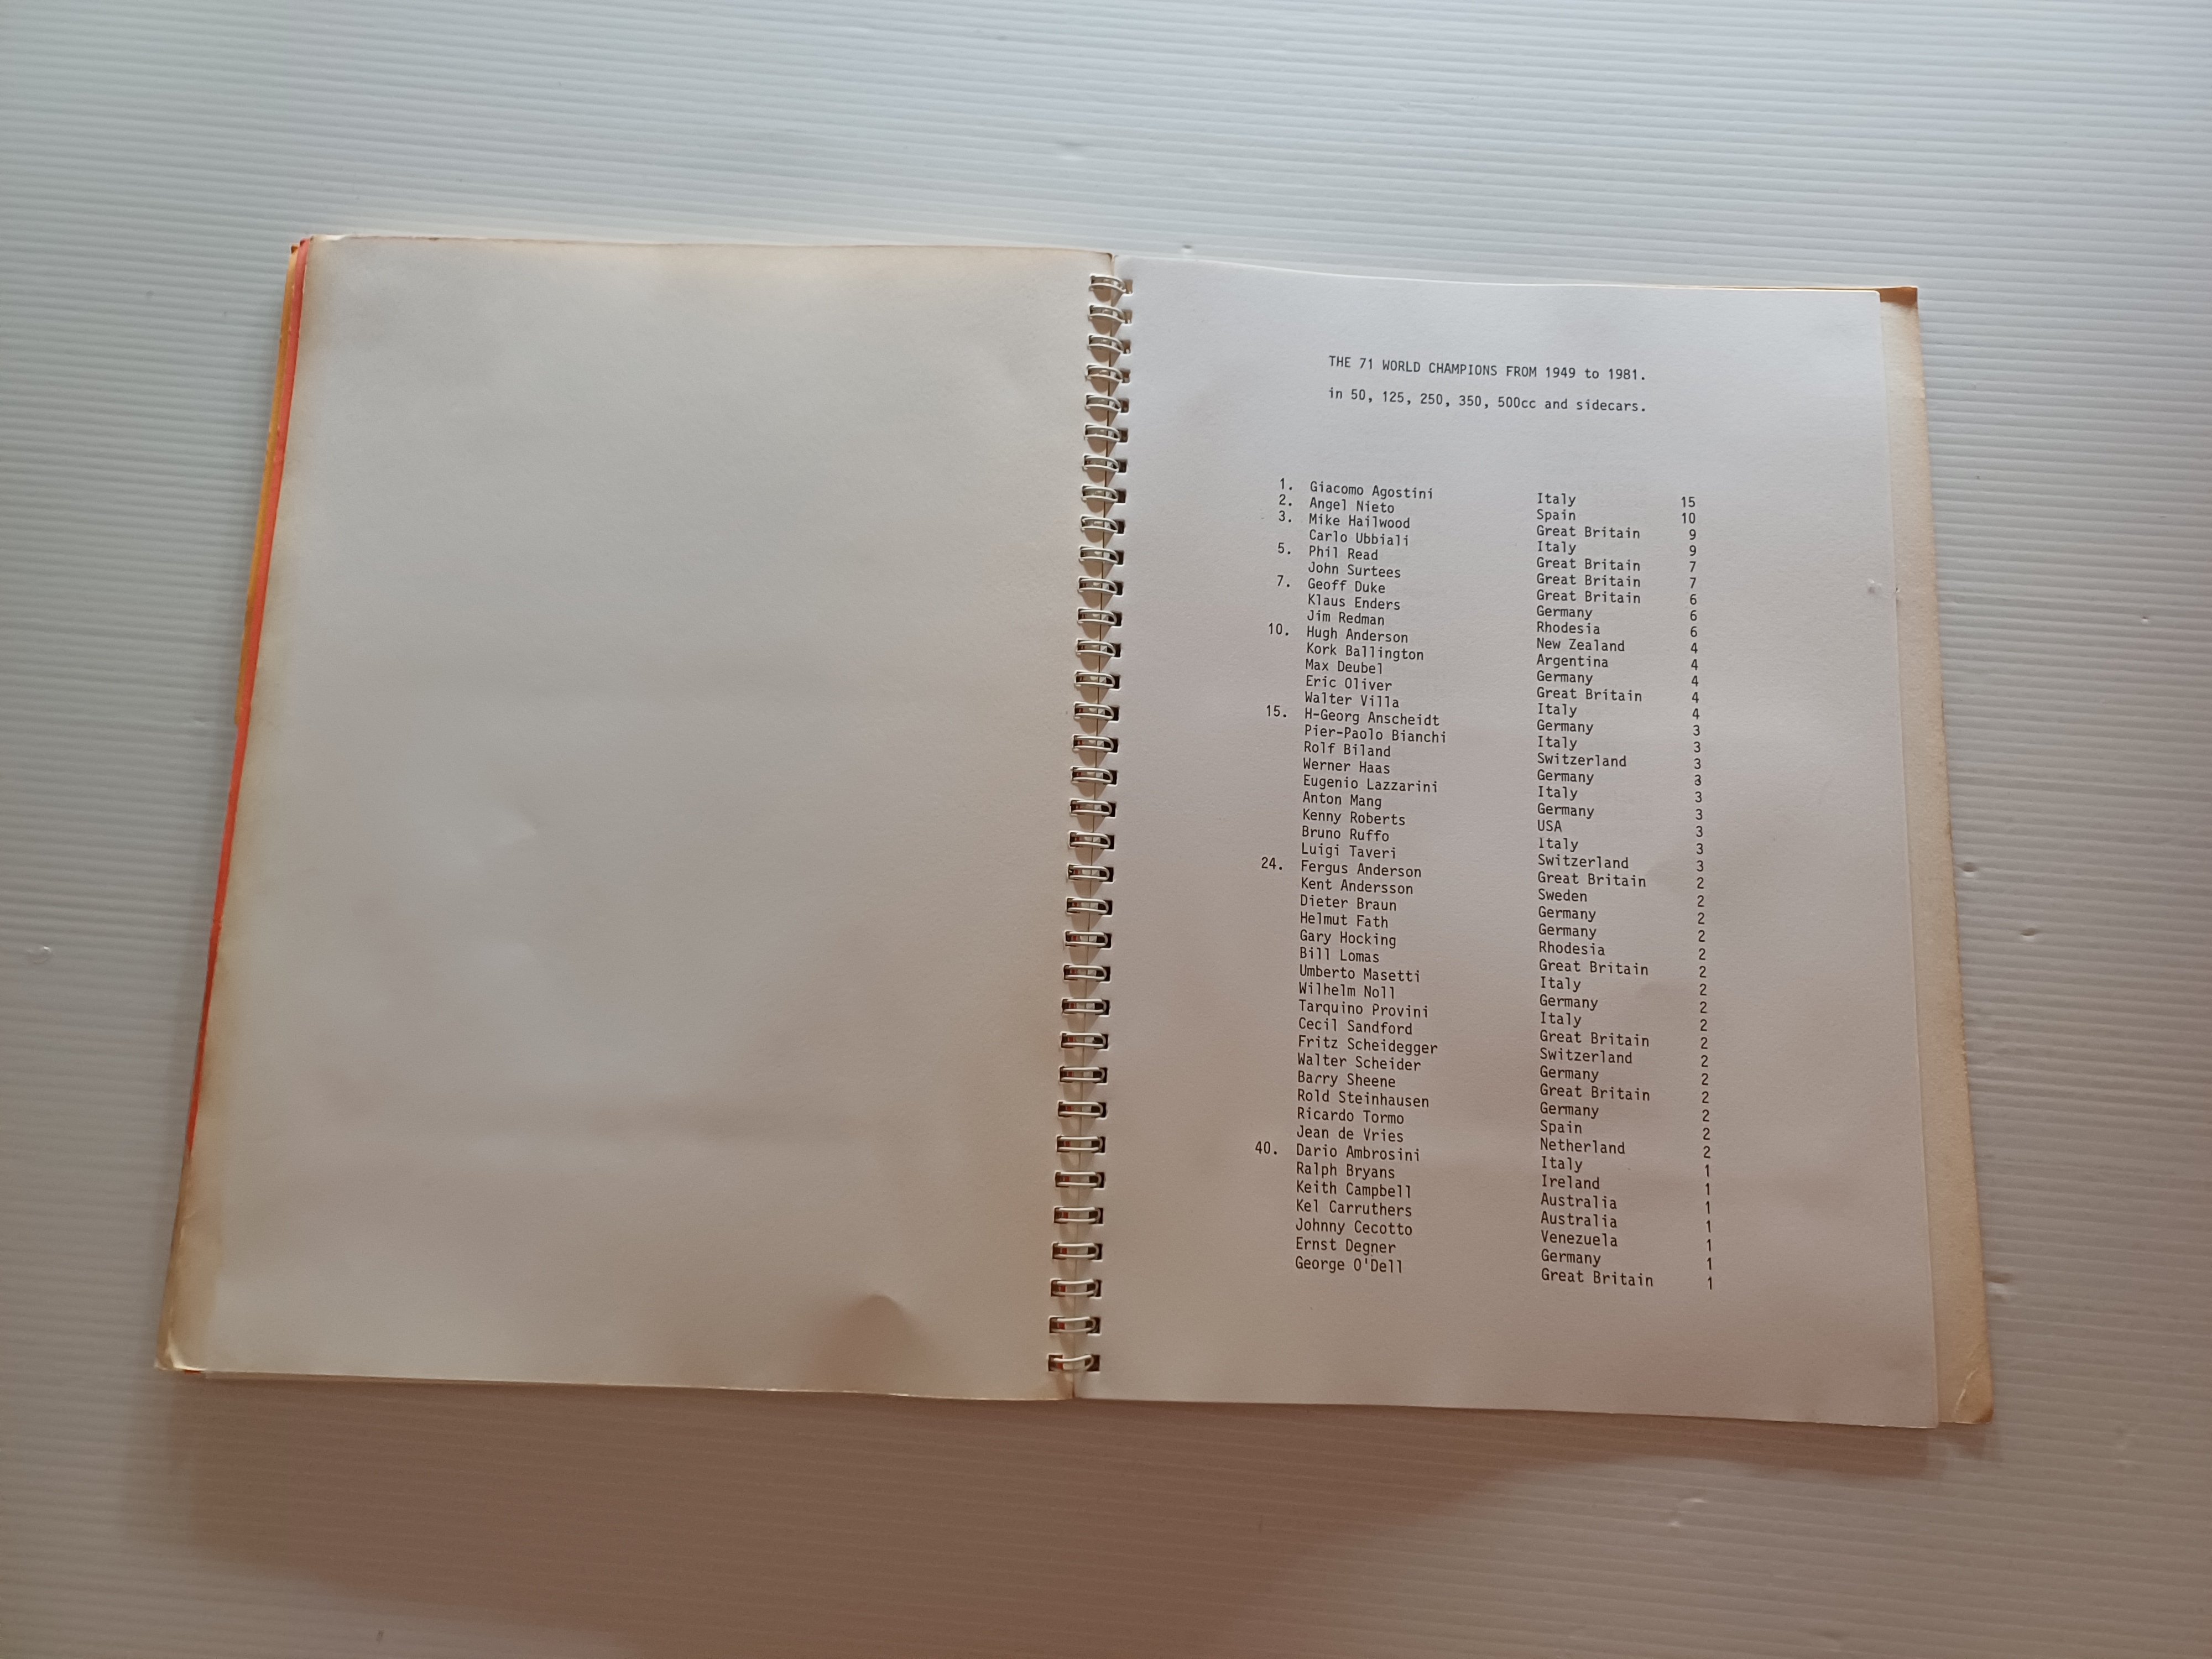 THE 71 WORLD CHAMPIONS FROM 1949 to 1981.
in 50, 125, 250, 350, 500cc and sidecars.
1. Giacomo Agostini Italy 15
2. Angel Nieto Spain 10
3. Mike Hailwood Great Britain 9
Carlo Ubbiali Italy 9
5. Phil Read Great Britain 7
John Surtees Great Britain 7
7. Geoff Duke Great Britain 6
Klaus Enders Germany 6
Jim Redman Rhodesia 6
10. Hugh Anderson New Zealand 4
Kork Ballington Argentina 4
Max Deubel Germany 4
Eric Oliver Great Britain 4
Walter Villa Italy 4
15. H-Georg Anscheidt Germany 3
Pier-Paolo Bianchi Italy 3
Rolf Biland Switzerland 3
Werner Haas Germany 3
Eugenio Lazzarini Italy 3
Anton Mang Germany 3
Kenny Roberts USA 3
Bruno Ruffo Italy 3
Luigi Taveri Switzerland 3
24. Fergus Anderson Great Britain 2
Kent Andersson Sweden 2
Dieter Braun Germany 2
Helmut Fath Germany 2
Gary Hocking Rhodesia 2
Bill Lomas Great Britain 2
Umberto Masetti Italy 2
Wilhelm Noll Germany 2
Tarquino Provini Italy 2
Cecil Sandford Great Britain 2
Fritz Scheidegger Switzerland 2
Walter Scheider Germany 2
Barry Sheene Great Britain 2
Rold Steinhausen Germany 2
Ricardo Tormo Spain 2
Jean de Vries Netherland 2
40. Dario Ambrosini Italy 1
Ralph Bryans Ireland 1
Keith Campbell Australia 1
Kel Carruthers Australia 1
Johnny Cecotto Venezuela 1
Ernst Degner Germany 1
George O'Dell Great Britain 1